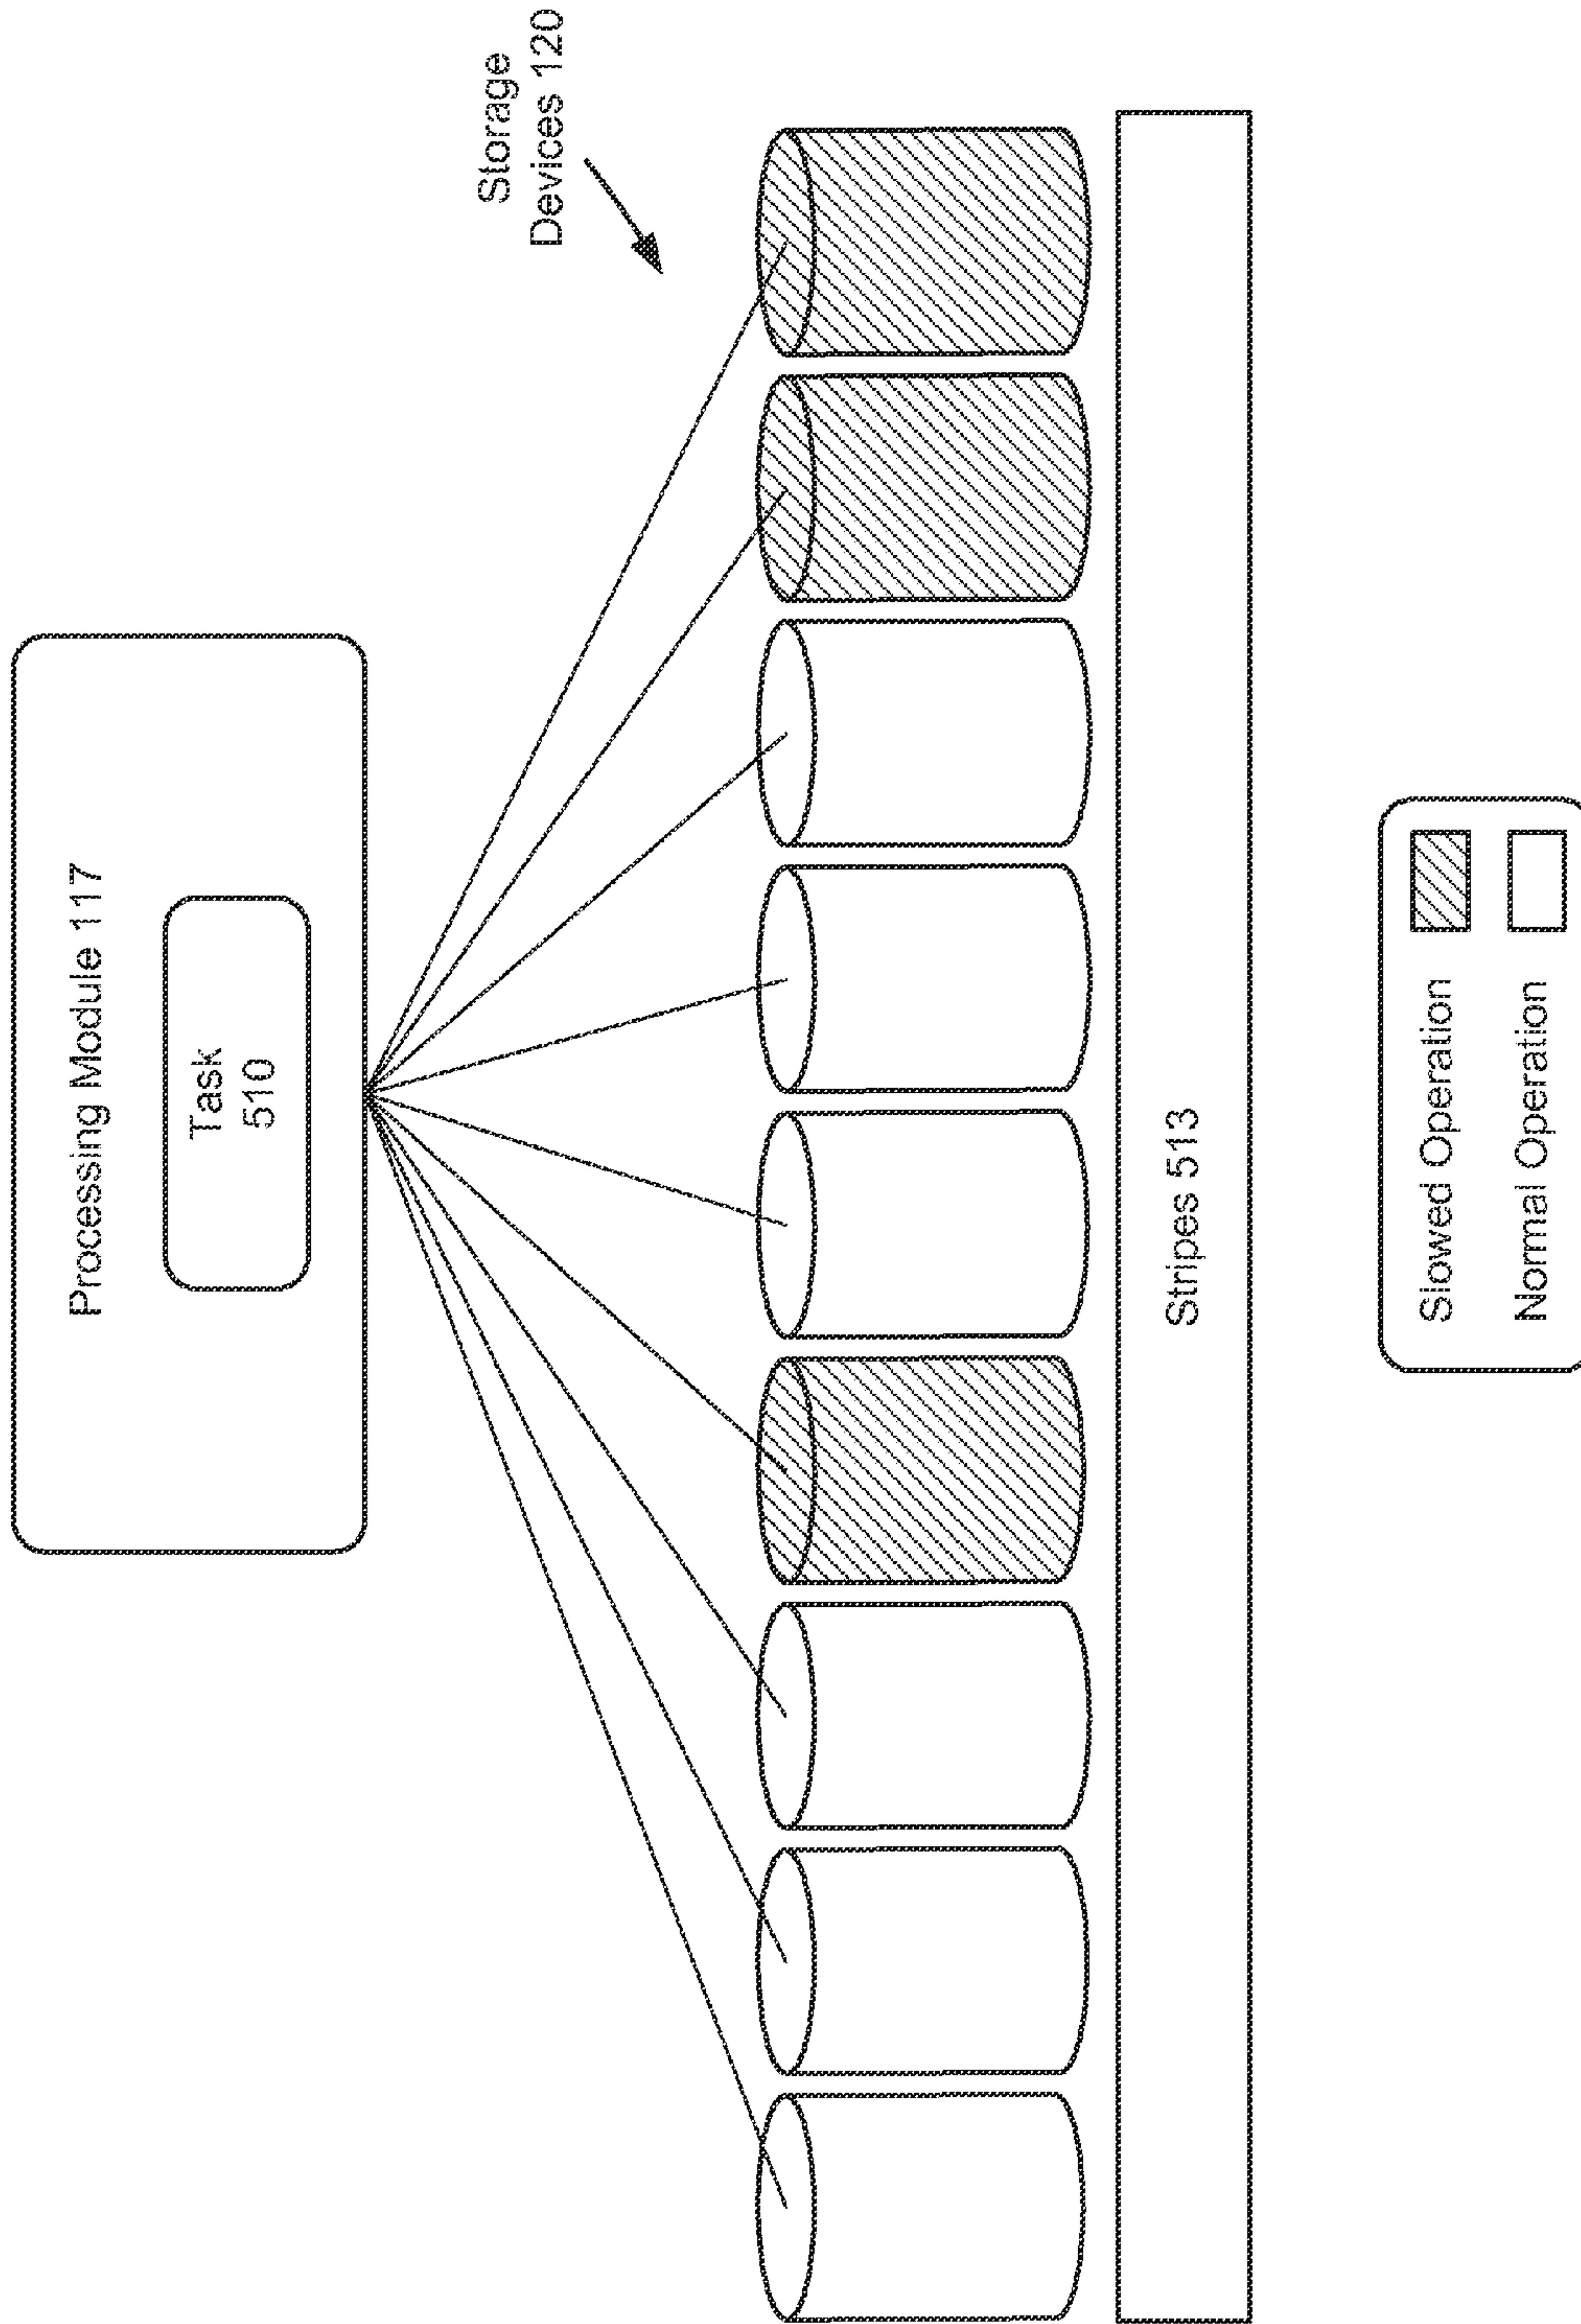 Processing Module 117
Task
510
Storage
Devices 120
Stripes 513
Slowed Operation
Normal Operation